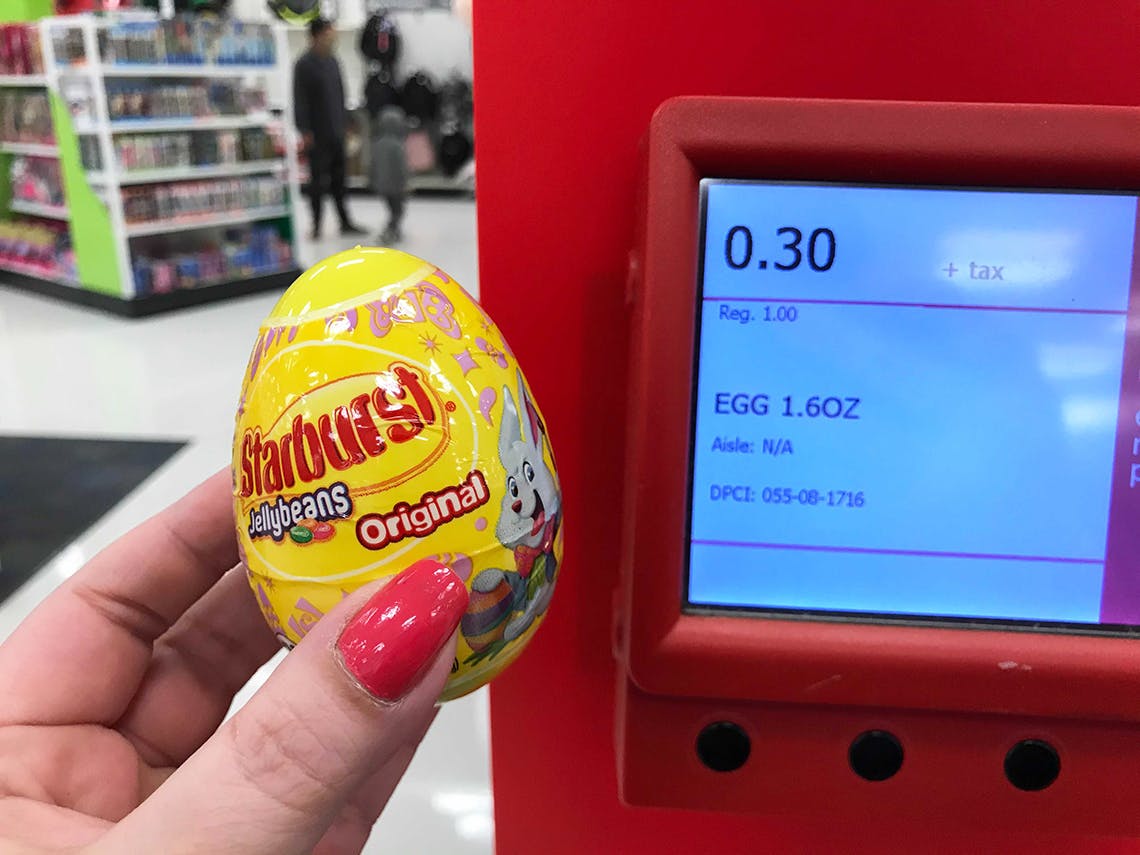 Starburst®
Jellybeans
Original
0.30
+ tax
Reg. 1.00
EGG 1.6OZ
Aisle: N/A
DPCI: 055-08-1716